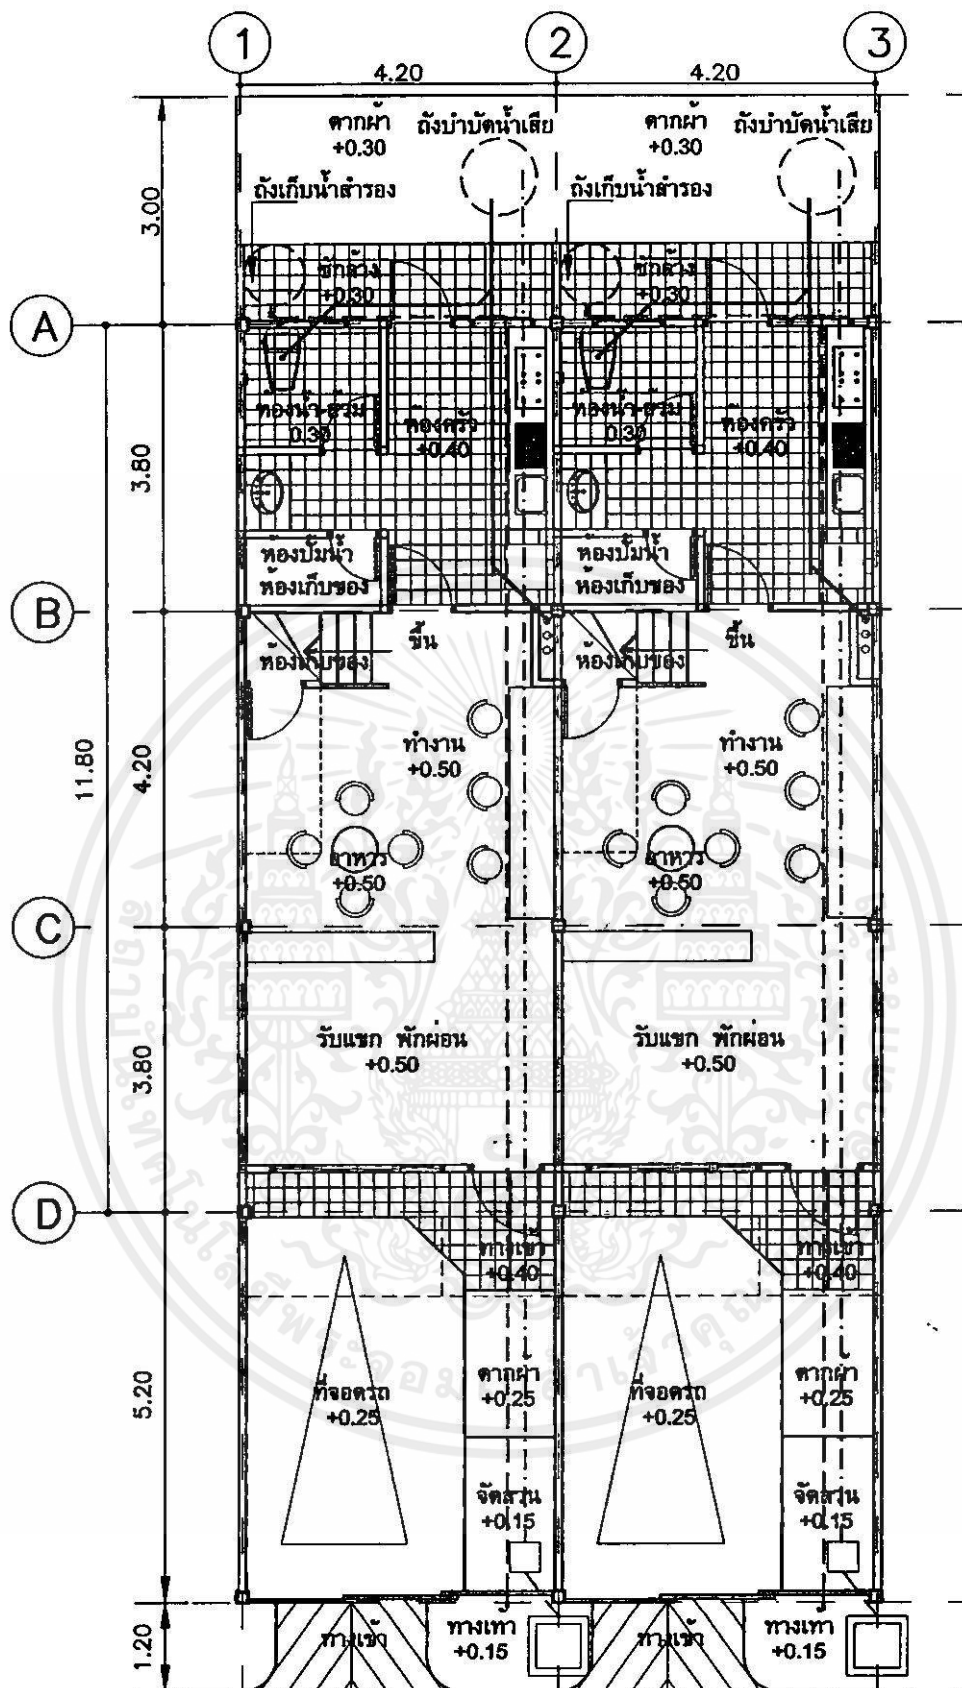 1 2 3
4.20 4.20
ตากผ้า ถังบำบัดน้ำเสีย ตากผ้า ถังบำบัดน้ำเสีย
+0.30 +0.30
ถังเก็บน้ำสำรอง ถังเก็บน้ำสำรอง
3.00
ซักล้าง ซักล้าง
+0.30 +0.30
A
ห้องน้ำ-ส้วม ห้องครัว ห้องน้ำ-ส้วม ห้องครัว
0.30 +0.40 0.30 +0.40
3.80
ห้องปั๊มน้ำ ห้องปั๊มน้ำ
ห้องเก็บของ ห้องเก็บของ
B
ขึ้น ขึ้น
ห้องเก็บของ ห้องเก็บของ
ทำงาน ทำงาน
+0.50 +0.50
11.80
4.20
อาหาร อาหาร
+0.50 +0.50
C
รับแขก พักผ่อน รับแขก พักผ่อน
+0.50 +0.50
3.80
D
ทางเข้า ทางเข้า
+0.40 +0.40
5.20
ที่จอดรถ ตากผ้า ที่จอดรถ ตากผ้า
+0.25 +0.25 +0.25 +0.25
จัดสวน จัดสวน
+0.15 +0.15
1.20
ทางเข้า ทางเท้า ทางเข้า ทางเท้า
+0.15 +0.15